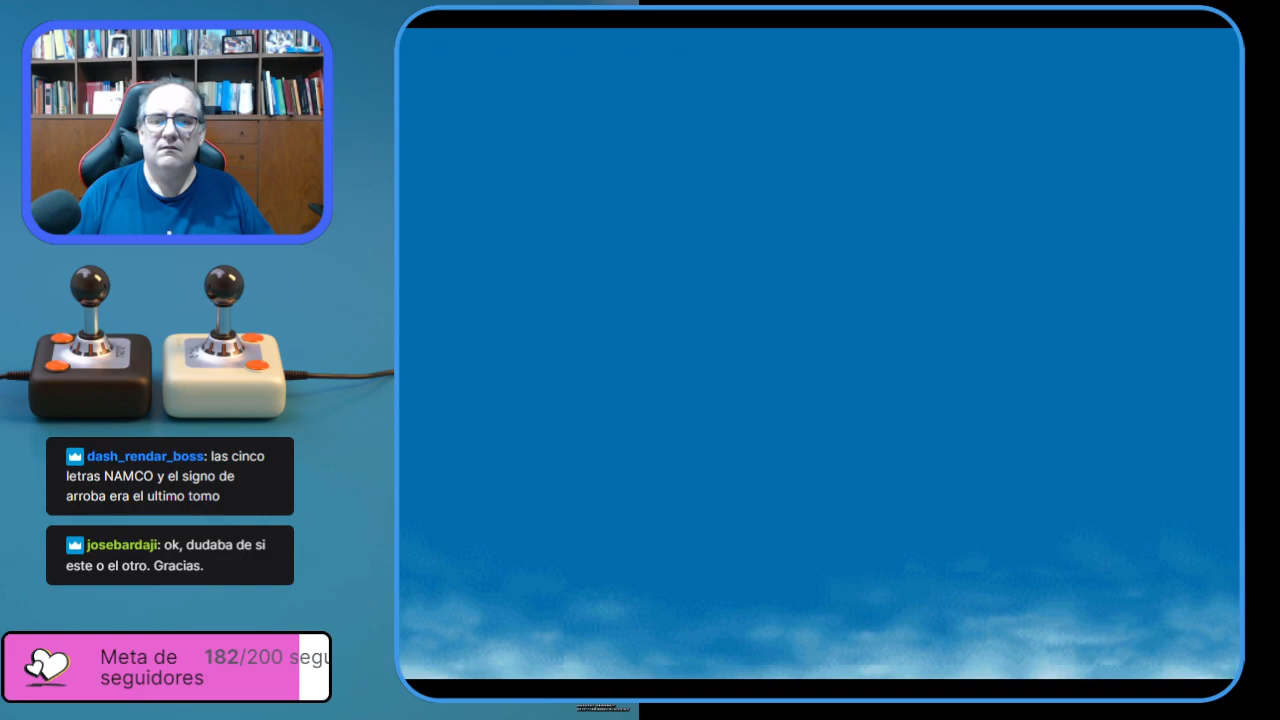 dash_rendar_boss: las cinco
letras NAMCO y el signo de
arroba era el ultimo tomo
josebardaji: ok, dudaba de si
este o el otro. Gracias.
Meta de
seguidores
182/200 segu